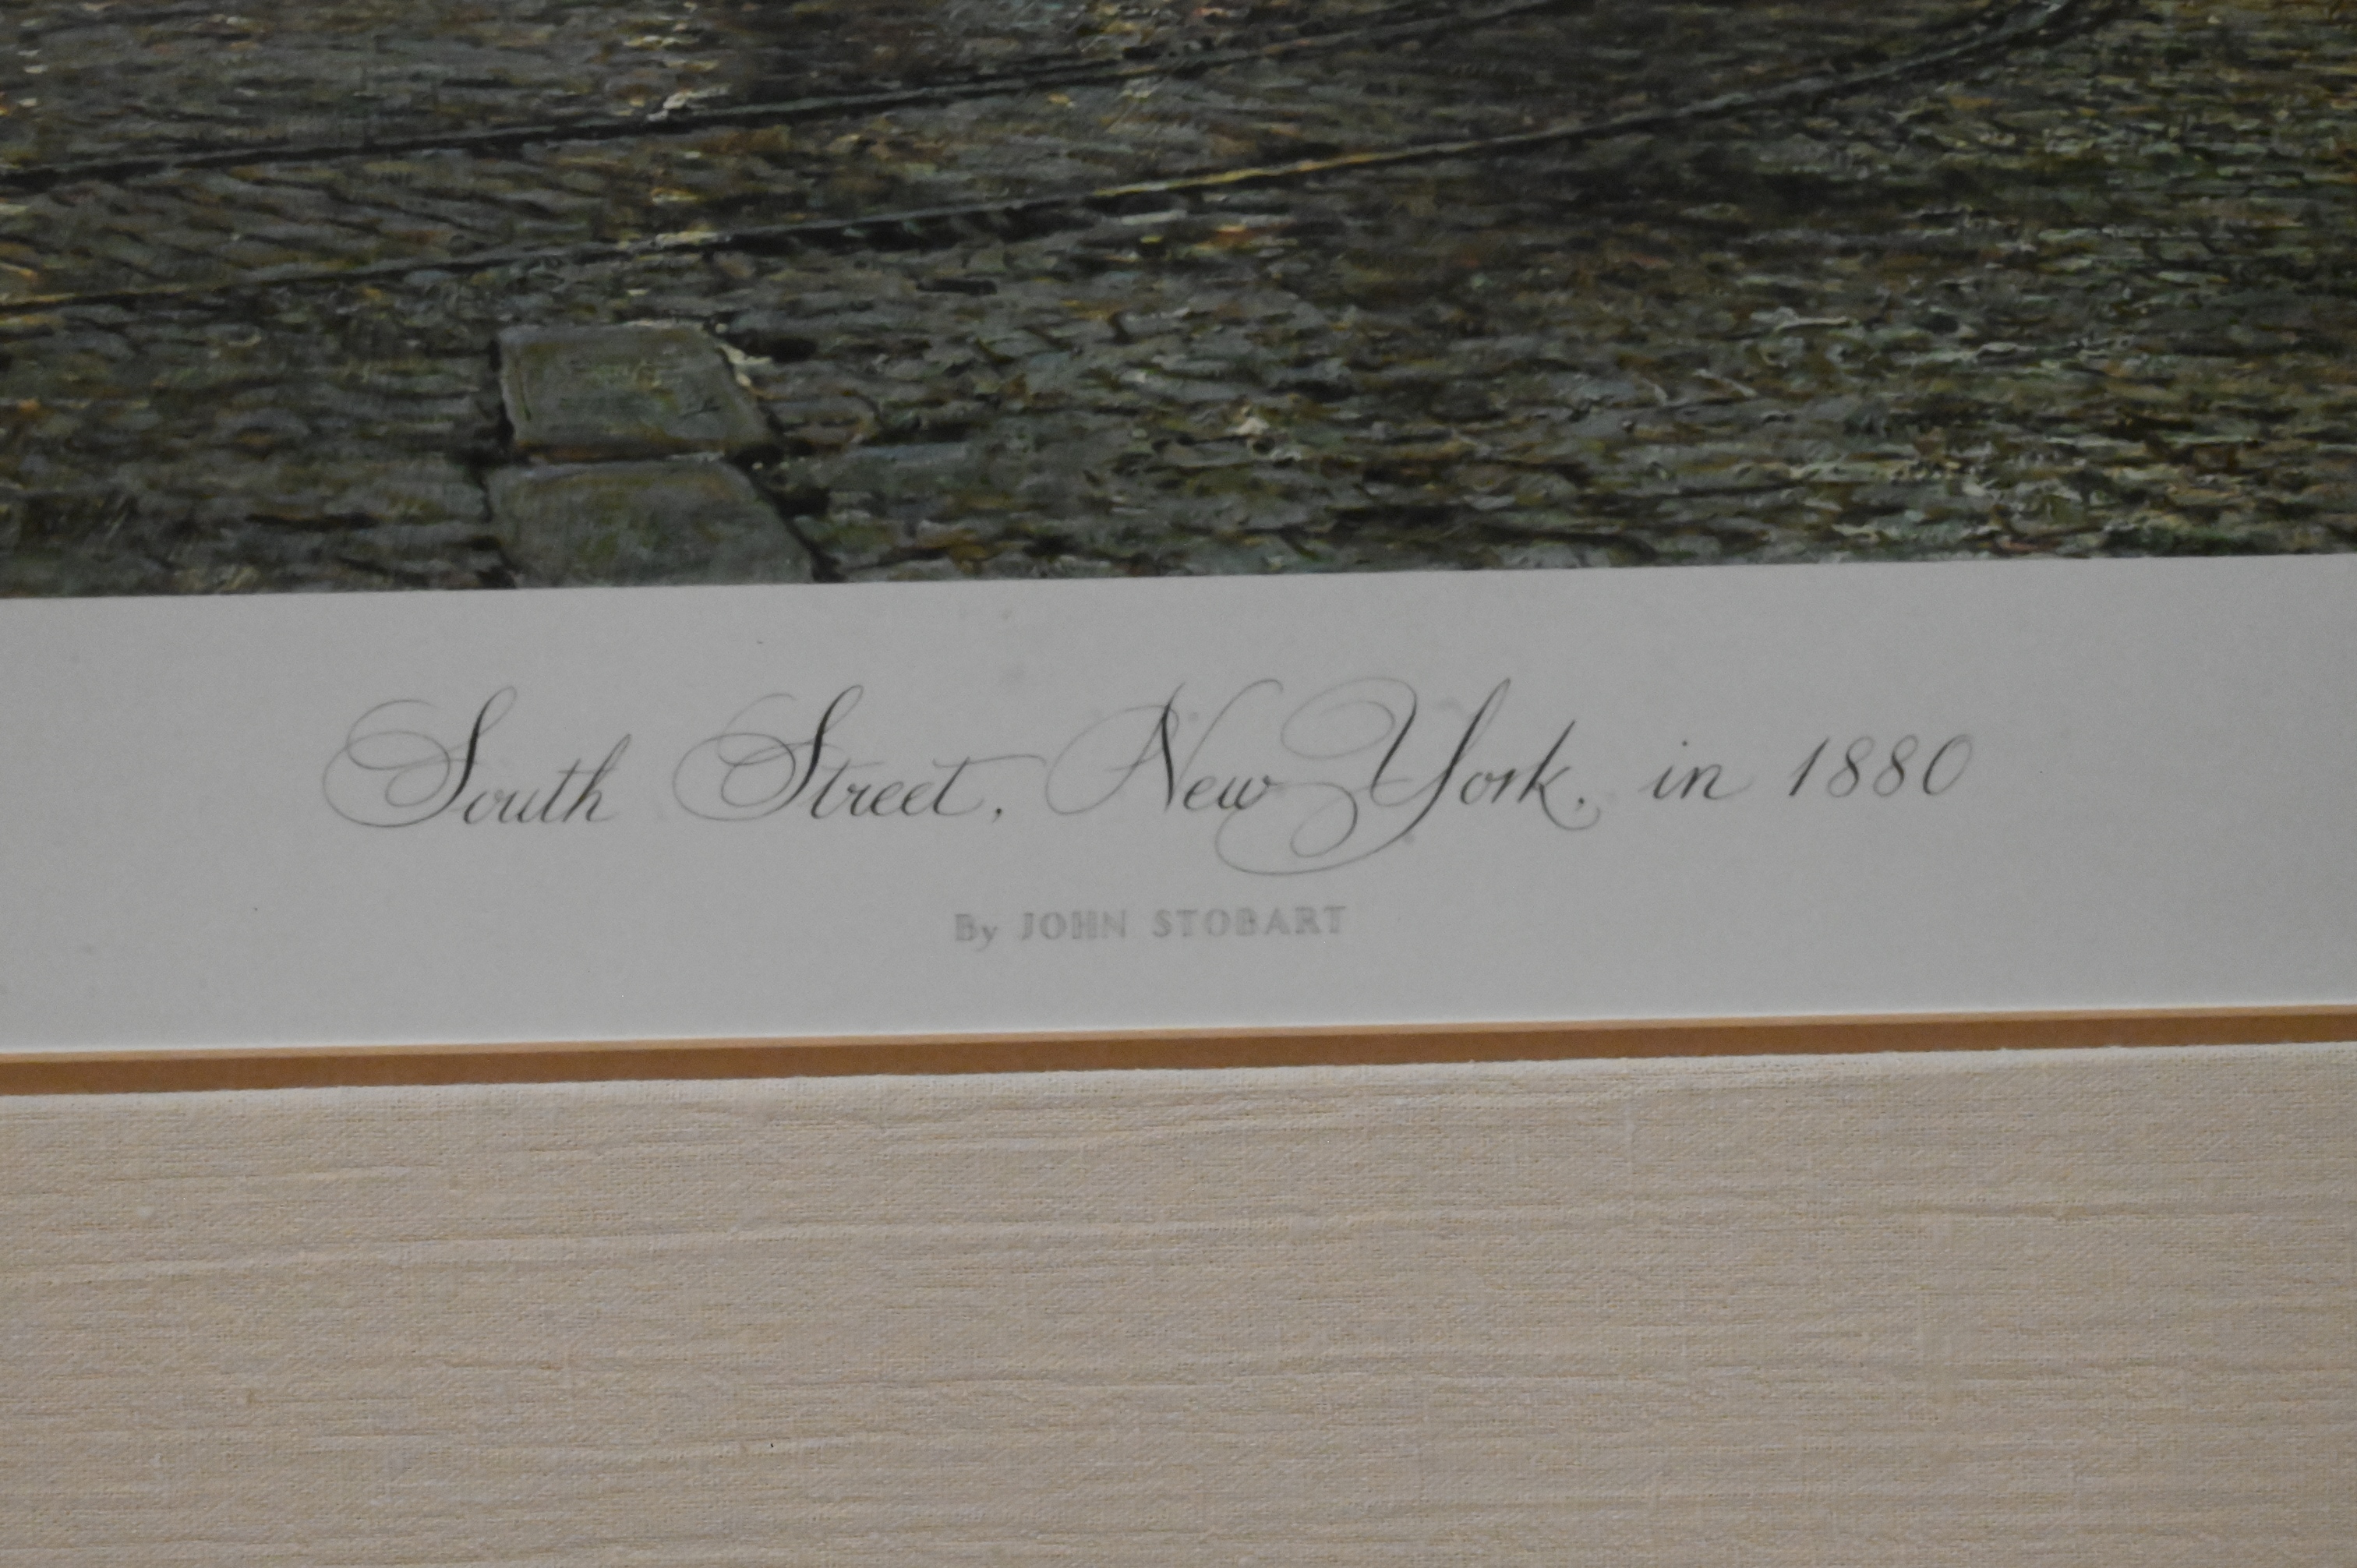 South Street, New York, in 1880
By JOHN STOBART